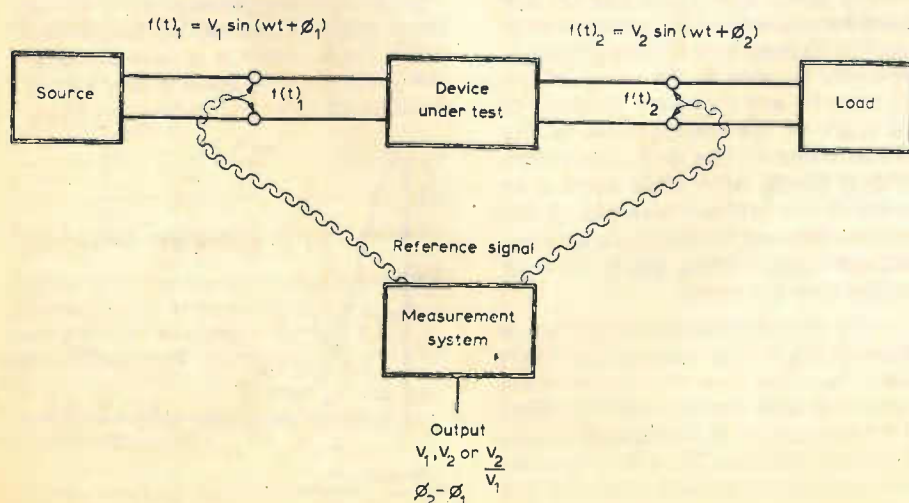 f(t)₁ = V₁ sin (wt+ø₁)
f(t)₂ = V₂ sin (wt+ø₂)
Source
f(t)₁
Device
under test
f(t)₂
Load
Reference signal
Measurement
system
Output
V₁, V₂ or V₂/V₁
ø₂-ø₁